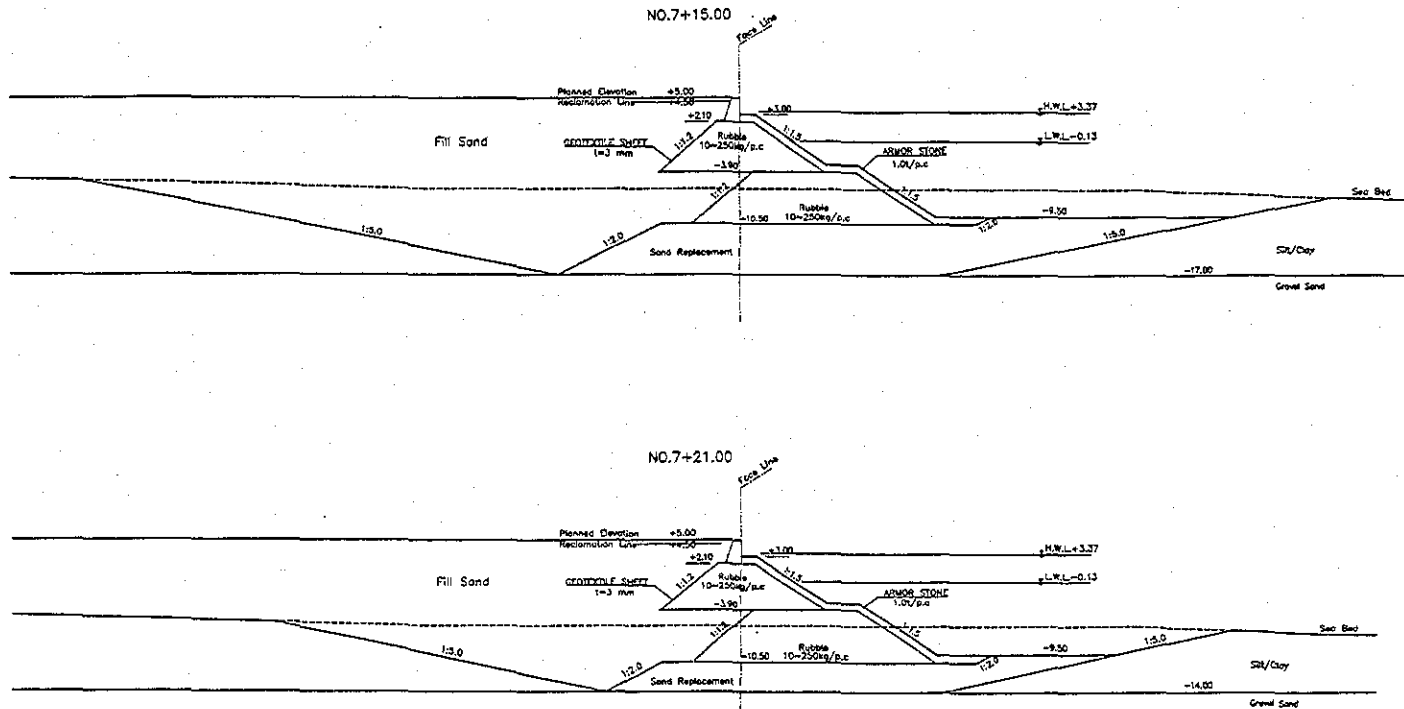 NO.7+15.00
Face Line
Planned Elevation +5.00
Reclamation Line +4.50
+3.00
H.W.L+3.37
+2.10
Fill Sand
GEOTEXTILE SHEET
t=3 mm
1:1.2
Rubble
10~250kg/p.c
1:1.5
L.W.L-0.13
ARMOR STONE
1.0t/p.c
-3.90
1:1.2
1:1.5
Sea Bed
Rubble
10~250kg/p.c
-10.50
-9.50
1:2.0
1:5.0
1:2.0
1:5.0
Sand Replacement
Silt/Clay
-17.00
Gravel Sand
NO.7+21.00
Face Line
Planned Elevation +5.00
Reclamation Line +4.50
+3.00
H.W.L+3.37
+2.10
Fill Sand
GEOTEXTILE SHEET
t=3 mm
1:1.2
Rubble
10~250kg/p.c
1:1.5
L.W.L-0.13
ARMOR STONE
1.0t/p.c
-3.90
1:1.2
1:1.5
Sea Bed
1:5.0
Rubble
10~250kg/p.c
-10.50
-9.50
1:5.0
1:2.0
1:2.0
Sand Replacement
Silt/Clay
-14.00
Gravel Sand